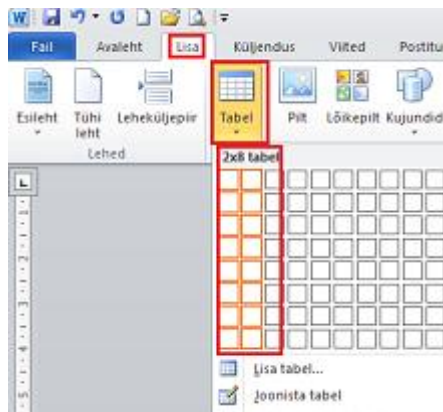 W
Fail Avaleht Lisa Küljendus Viited Postitu
Esileht Tühi leht Leheküljepiir Tabel Pilt Lõikepilt Kujundid
Lehed
2x8 tabel
L
Lisa tabel...
Joonista tabel